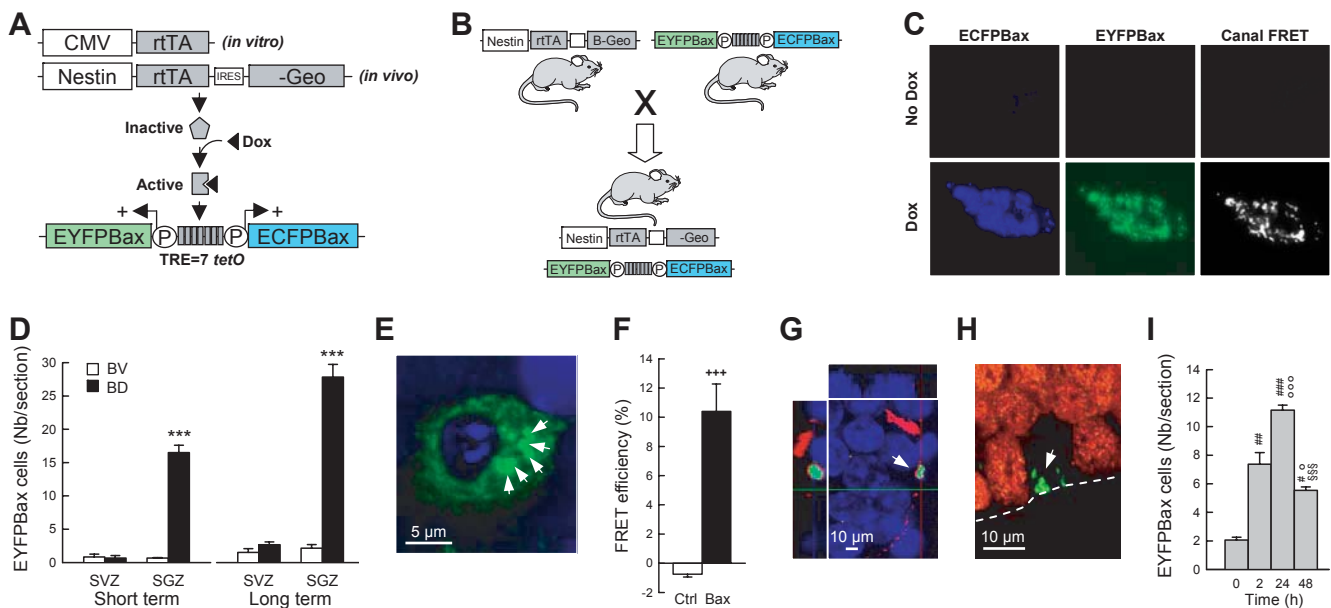 A
CMV rtTA (in vitro)
Nestin rtTA IRES -Geo (in vivo)
Inactive
Dox
Active
+ +
EYFPBax P P ECFPBax
TRE=7 tetO
B
Nestin rtTA B-Geo EYFPBax P P ECFPBax
X
Nestin rtTA -Geo
EYFPBax P P ECFPBax
C
ECFPBax EYFPBax Canal FRET
No Dox
Dox
D
EYFPBax cells (Nb/section)
30
25
20
15
10
5
0
BV
BD
***
***
SVZ SGZ SVZ SGZ
Short term Long term
E
5 µm
F
FRET efficiency (%)
14
12
10
8
6
4
2
0
-2
+++
Ctrl Bax
G
10 µm
H
10 µm
I
EYFPBax cells (Nb/section)
14
12
10
8
6
4
2
0
##
###
°°°
#
°
§§§
0 2 24 48
Time (h)